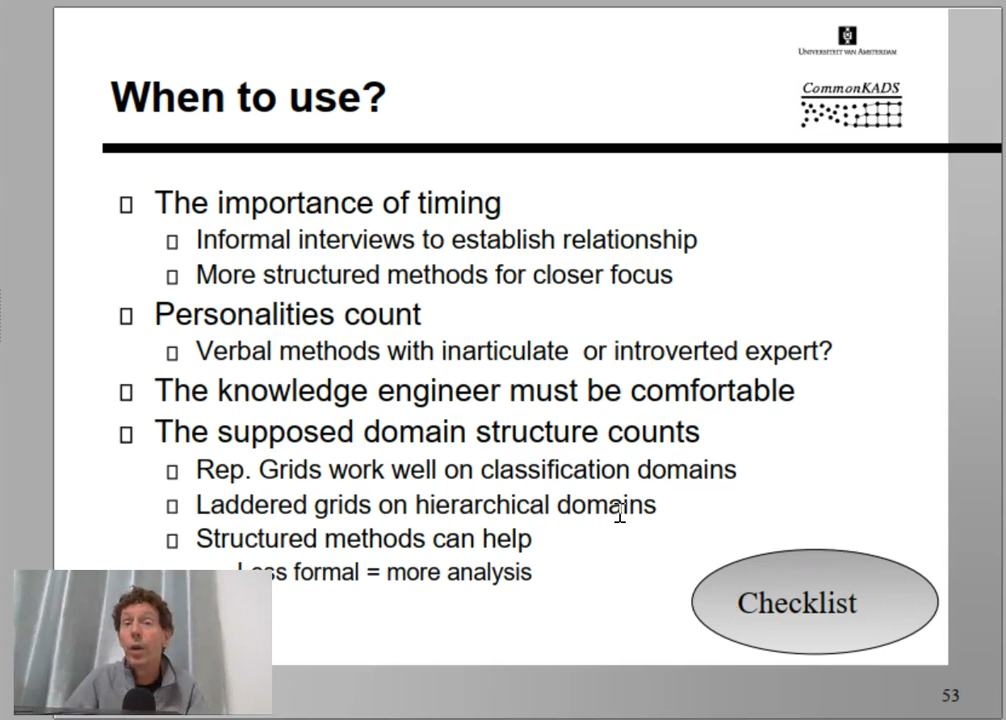 UNIVERSITEIT VAN AMSTERDAM
When to use?
CommonKADS
The importance of timing
Informal interviews to establish relationship
More structured methods for closer focus
Personalities count
Verbal methods with inarticulate or introverted expert?
The knowledge engineer must be comfortable
The supposed domain structure counts
Rep. Grids work well on classification domains
Laddered grids on hierarchical domains
Structured methods can help
formal = more analysis
Checklist
53